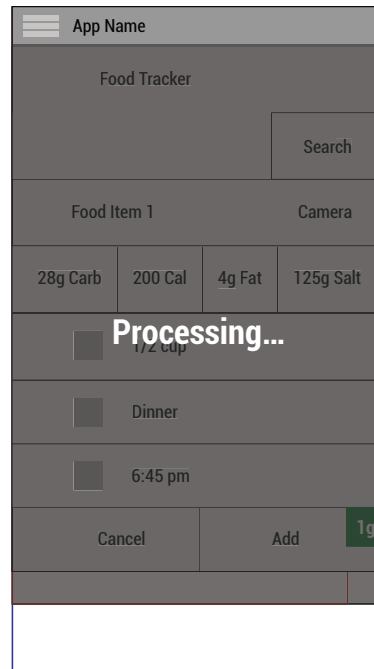 App Name
Food Tracker
Search
Food Item 1 Camera
28g Carb 200 Cal 4g Fat 125g Salt
Processing...
1/2 cup
Dinner
6:45 pm
Cancel Add 1g